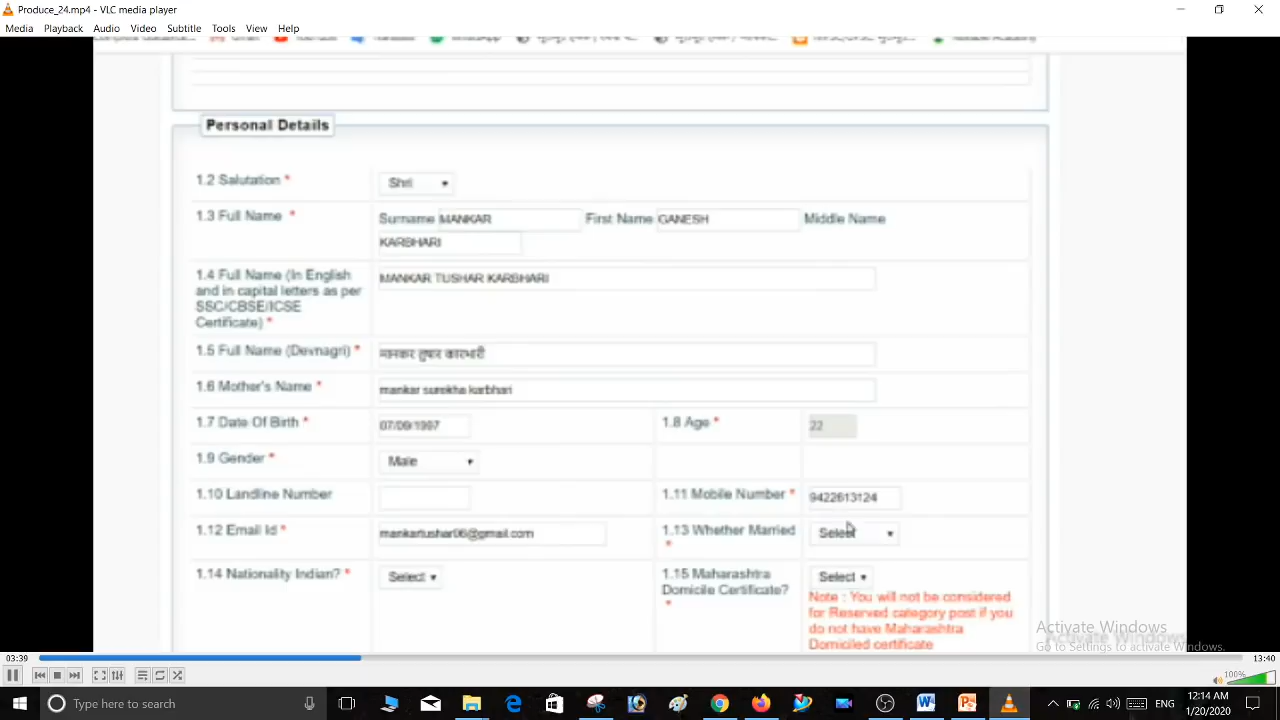 Produce_24.mp4 - VLC media player
Media Playback Audio Video Subtitle Tools View Help
Personal Details
1.2 Salutation * Shri
1.3 Full Name * Surname MANKAR First Name GANESH Middle Name
KARBHARI
1.4 Full Name (In English
and in capital letters as per
SSC/CBSE/ICSE
Certificate) * MANKAR TUSHAR KARBHARI
1.5 Full Name (Devnagri) * मानकर तुषार कारभारी
1.6 Mother's Name * mankar surekha karbhari
1.7 Date Of Birth * 07/09/1997 1.8 Age * 22
1.9 Gender * Male
1.10 Landline Number 1.11 Mobile Number * 9422613124
1.12 Email Id * mankartushar06@gmail.com 1.13 Whether Married
* Select
1.14 Nationality Indian? * Select 1.15 Maharashtra
Domicile Certificate?
* Select
Note : You will not be considered
for Reserved category post if you
do not have Maharashtra
Domiciled certificate
Activate Windows
Go to Settings to activate Windows.
03:39 13:40
100%
Type here to search
12:14 AM
1/20/2020